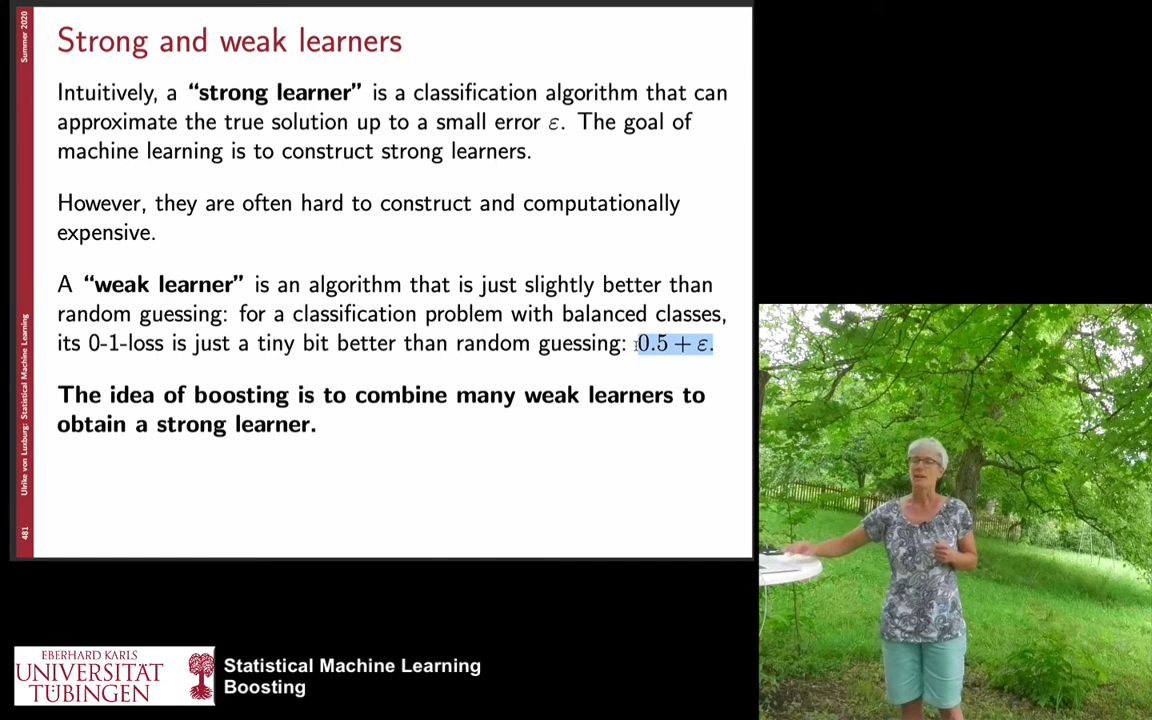 Summer 2020
Strong and weak learners
Intuitively, a “strong learner” is a classification algorithm that can
approximate the true solution up to a small error ε. The goal of
machine learning is to construct strong learners.
However, they are often hard to construct and computationally
expensive.
A “weak learner” is an algorithm that is just slightly better than
random guessing: for a classification problem with balanced classes,
its 0-1-loss is just a tiny bit better than random guessing: 0.5 + ε.
The idea of boosting is to combine many weak learners to
obtain a strong learner.
Ulrike von Luxburg: Statistical Machine Learning
481
EBERHARD KARLS
UNIVERSITÄT
TÜBINGEN
Statistical Machine Learning
Boosting